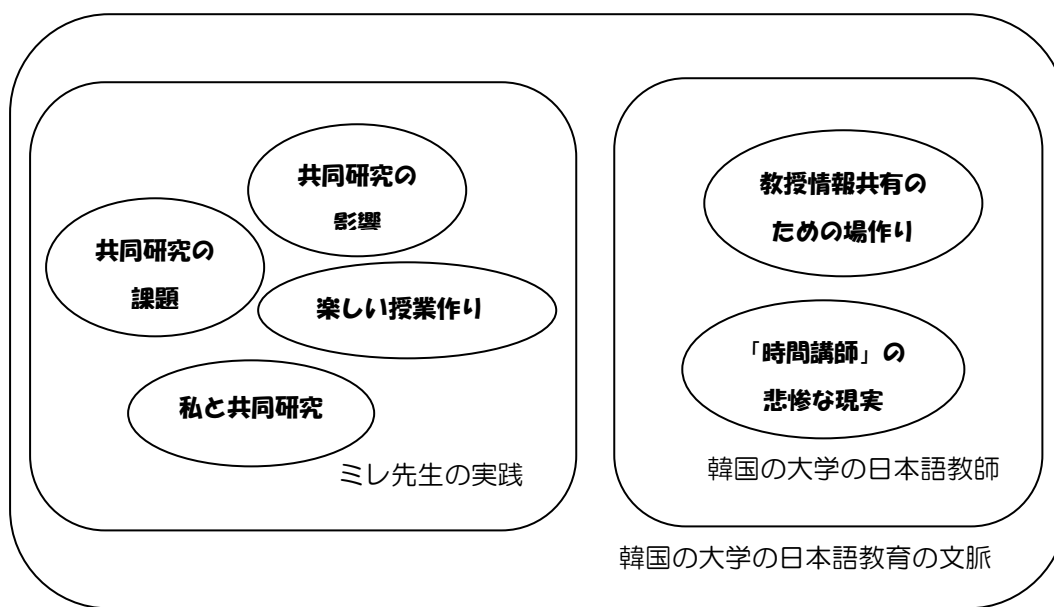 共同研究の
影響
共同研究の
課題
楽しい授業作り
私と共同研究
ミレ先生の実践
教授情報共有の
ための場作り
「時間講師」の
悲惨な現実
韓国の大学の日本語教師
韓国の大学の日本語教育の文脈